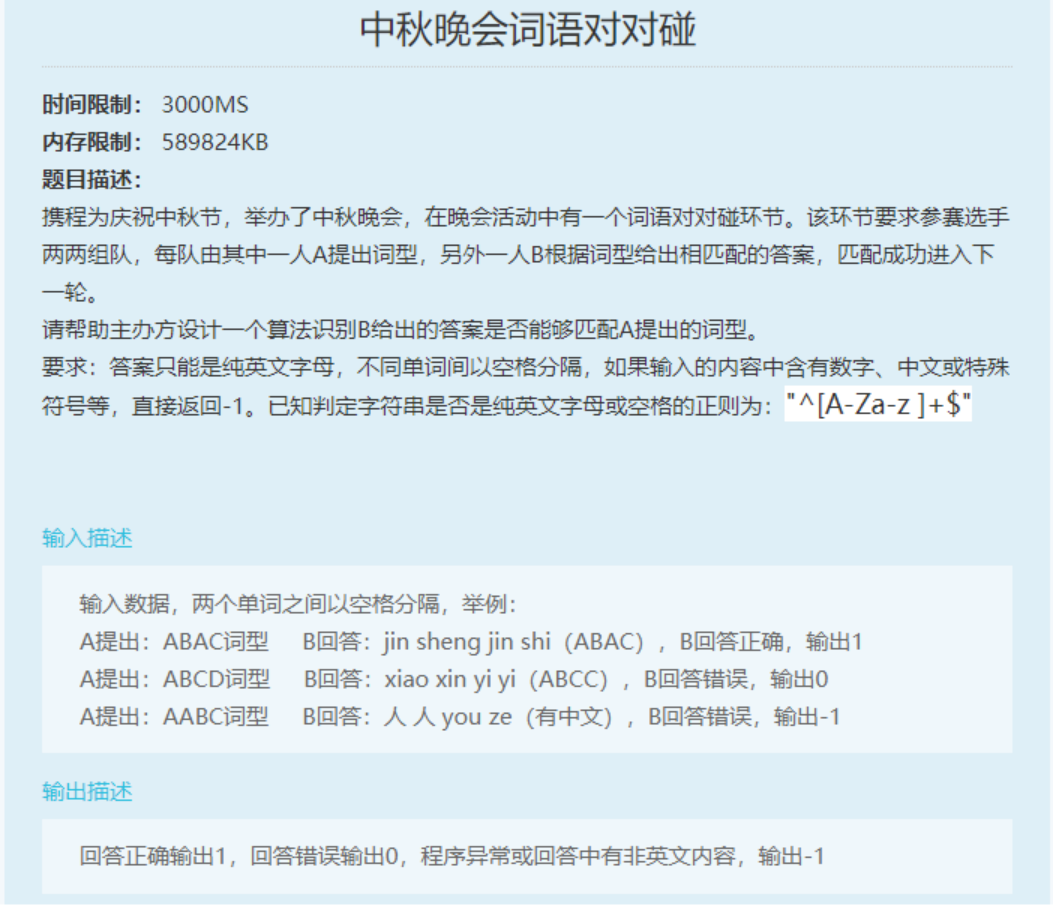 中秋晚会词语对对碰
时间限制： 3000MS
内存限制： 589824KB
题目描述：
携程为庆祝中秋节，举办了中秋晚会，在晚会活动中有一个词语对对碰环节。该环节要求参赛选手
两两组队，每队由其中一人A提出词型，另外一人B根据词型给出相匹配的答案，匹配成功进入下
一轮。
请帮助主办方设计一个算法识别B给出的答案是否能够匹配A提出的词型。
要求：答案只能是纯英文字母，不同单词间以空格分隔，如果输入的内容中含有数字、中文或特殊
符号等，直接返回-1。已知判定字符串是否是纯英文字母或空格的正则为："^[A-Za-z ]+$"
输入描述
输入数据，两个单词之间以空格分隔，举例：
A提出：ABAC词型 B回答：jin sheng jin shi（ABAC），B回答正确，输出1
A提出：ABCD词型 B回答：xiao xin yi yi（ABCC），B回答错误，输出0
A提出：AABC词型 B回答：人 人 you ze（有中文），B回答错误，输出-1
输出描述
回答正确输出1，回答错误输出0，程序异常或回答中有非英文内容，输出-1